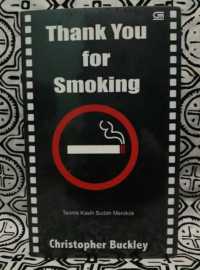 Thank You
for
Smoking
Terima Kasih Sudah Merokok
Christopher Buckley